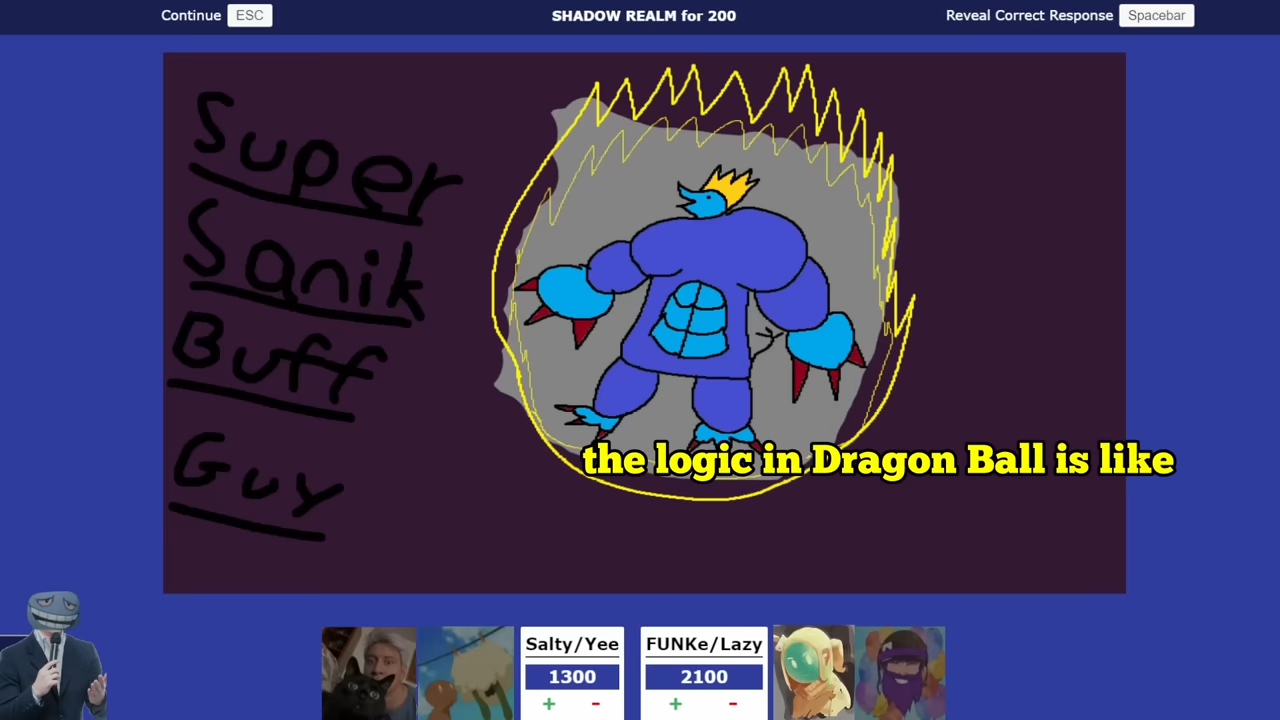 Continue ESC
SHADOW REALM for 200
Reveal Correct Response Spacebar
Super
Sanik
Buff
Guy
the logic in Dragon Ball is like
Salty/Yee
1300
+ -
FUNKe/Lazy
2100
+ -